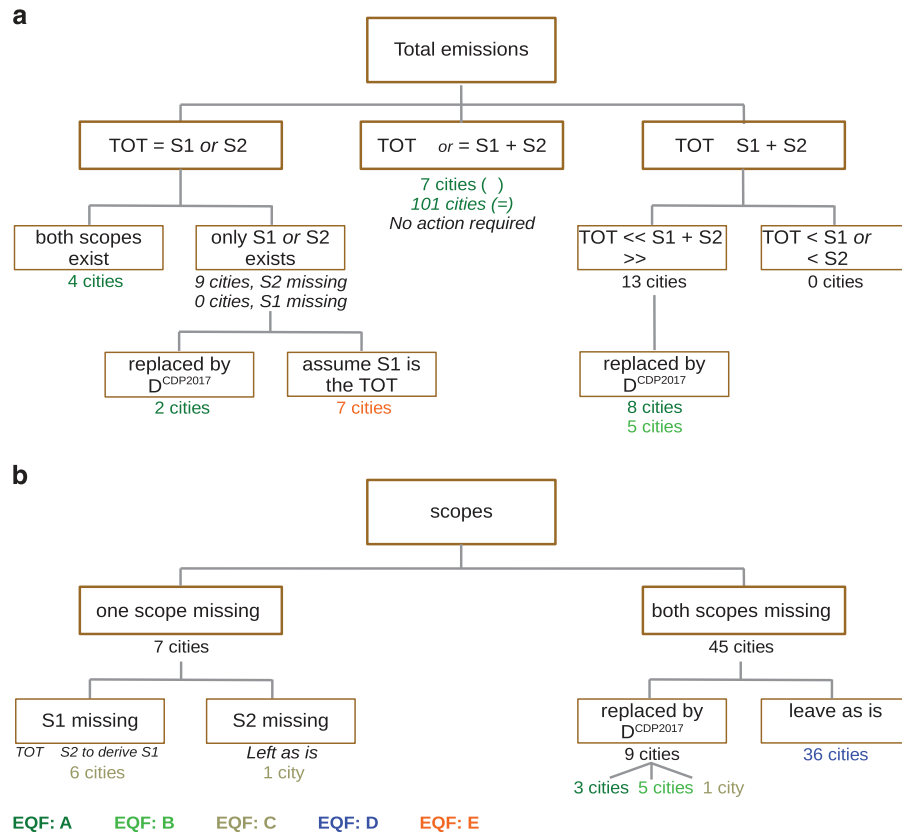 a
Total emissions
TOT = S1 or S2
TOT or = S1 + S2
TOT S1 + S2
7 cities ( )
101 cities (=)
No action required
both scopes
exist
4 cities
only S1 or S2
exists
9 cities, S2 missing
0 cities, S1 missing
TOT << S1 + S2
>>
13 cities
TOT < S1 or
< S2
0 cities
replaced by
D^CDP2017
2 cities
assume S1 is
the TOT
7 cities
replaced by
D^CDP2017
8 cities
5 cities
b
scopes
one scope missing
7 cities
both scopes missing
45 cities
S1 missing
TOT S2 to derive S1
6 cities
S2 missing
Left as is
1 city
replaced by
D^CDP2017
9 cities
3 cities 5 cities 1 city
leave as is
36 cities
EQF: A EQF: B EQF: C EQF: D EQF: E